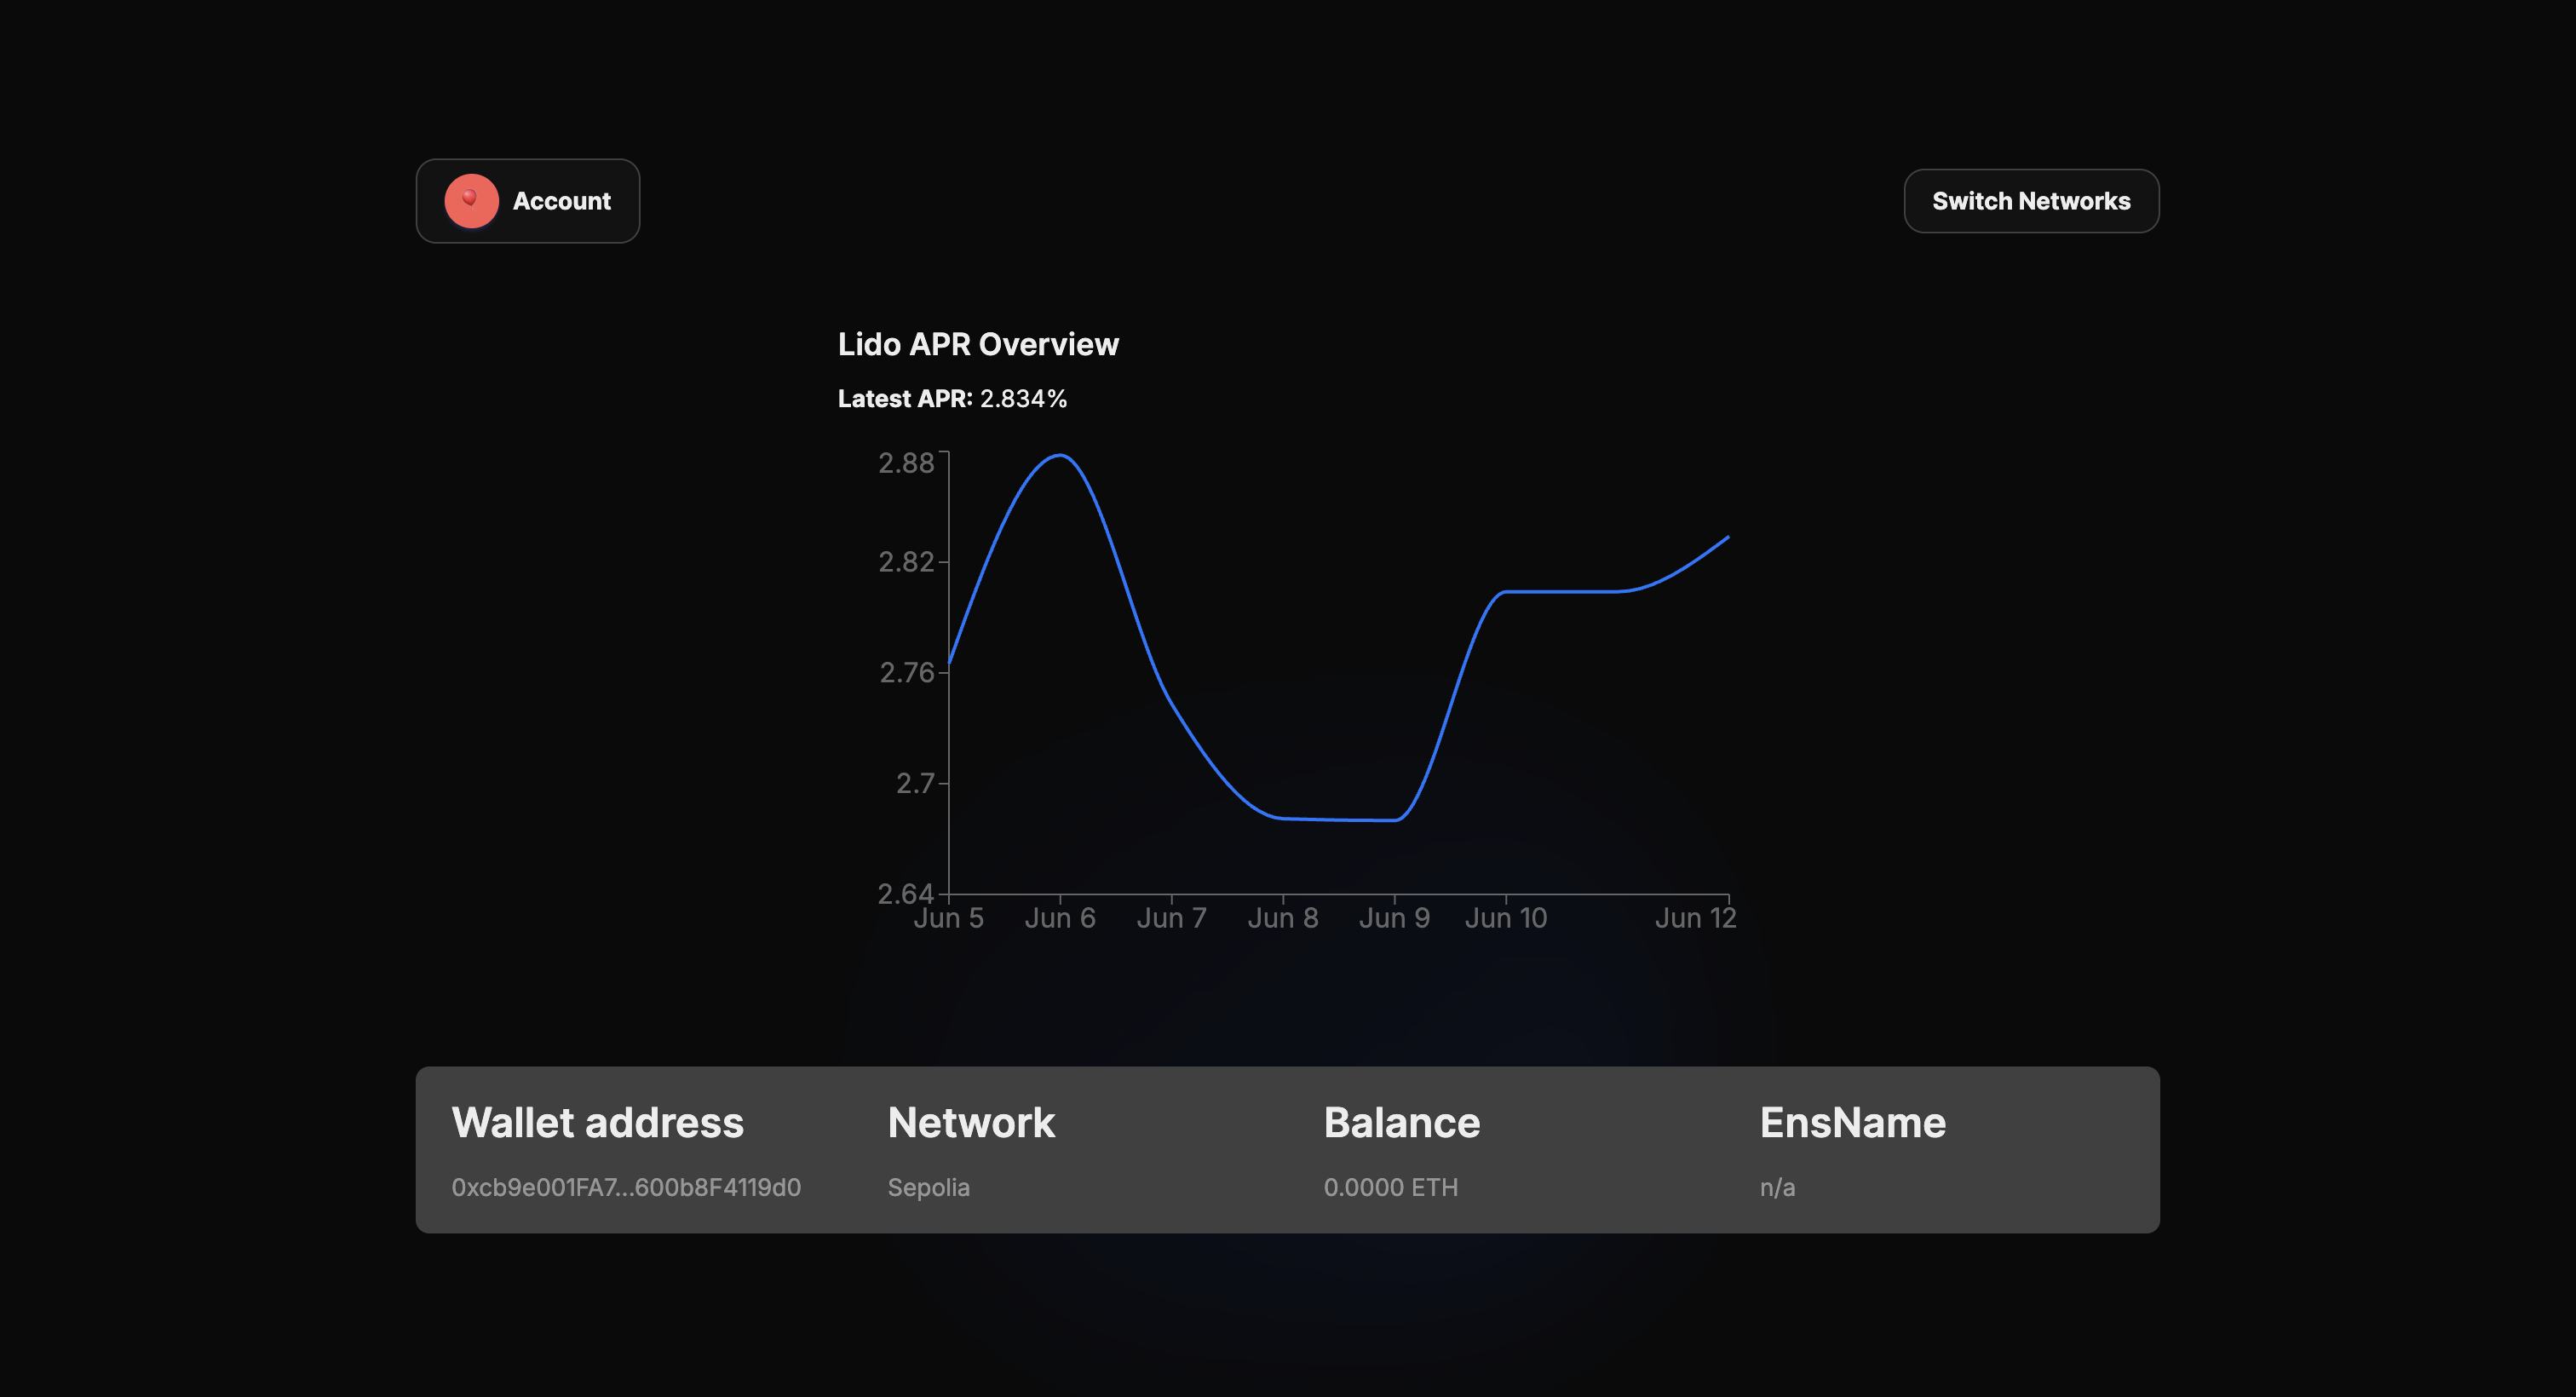 Account
Switch Networks
Lido APR Overview
Latest APR: 2.834%
2.88
2.82
2.76
2.7
2.64
Jun 5 Jun 6 Jun 7 Jun 8 Jun 9 Jun 10 Jun 12
Wallet address Network Balance EnsName
0xcb9e001FA7...600b8F4119d0 Sepolia 0.0000 ETH n/a